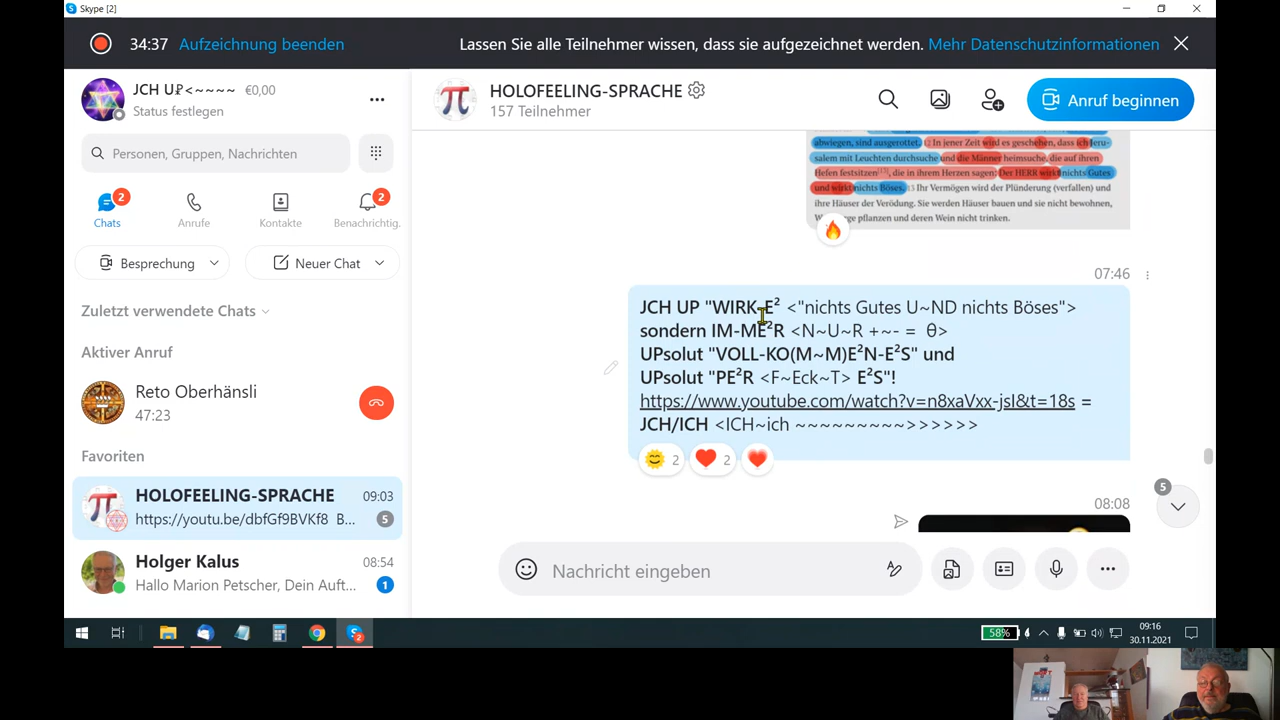 Skype [2]
34:37 Aufzeichnung beenden
Lassen Sie alle Teilnehmer wissen, dass sie aufgezeichnet werden. Mehr Datenschutzinformationen
JCH U₽<~~~~ €0,00
Status festlegen
Personen, Gruppen, Nachrichten
2
2
Chats
Anrufe
Kontakte
Benachrichtig.
Besprechung
Neuer Chat
Zuletzt verwendete Chats
Aktiver Anruf
Reto Oberhänsli
47:23
Favoriten
HOLOFEELING-SPRACHE 09:03
https://youtu.be/dbfGf9BVKf8 B... 5
Holger Kalus 08:54
Hallo Marion Petscher, Dein Auft... 1
HOLOFEELING-SPRACHE
157 Teilnehmer
Anruf beginnen
abwiegen, sind ausgerottet. 12 In jener Zeit wird es geschehen, dass ich Jeru-
salem mit Leuchten durchsuche und die Männer heimsuche, die auf ihren
Hefen festsitzen[13], die in ihrem Herzen sagen: Der HERR wirkt nichts Gutes
und wirkt nichts Böses. 13 Ihr Vermögen wird der Plünderung (verfallen) und
ihre Häuser der Verödung. Sie werden Häuser bauen und sie nicht bewohnen,
pflanzen und deren Wein nicht trinken.
07:46
JCH UP "WIRK-E² <"nichts Gutes U~ND nichts Böses">
sondern IM-ME²R <N~U~R +~- = θ>
UPsolut "VOLL-KO(M~M)E²N-E²S" und
UPsolut "PE²R <F~Eck~T> E²S"!
https://www.youtube.com/watch?v=n8xaVxx-jsI&t=18s =
JCH/ICH <ICH~ich ~~~~~~~~~>>>>>>
2
2
08:08
5
Nachricht eingeben
58%
09:16
30.11.2021